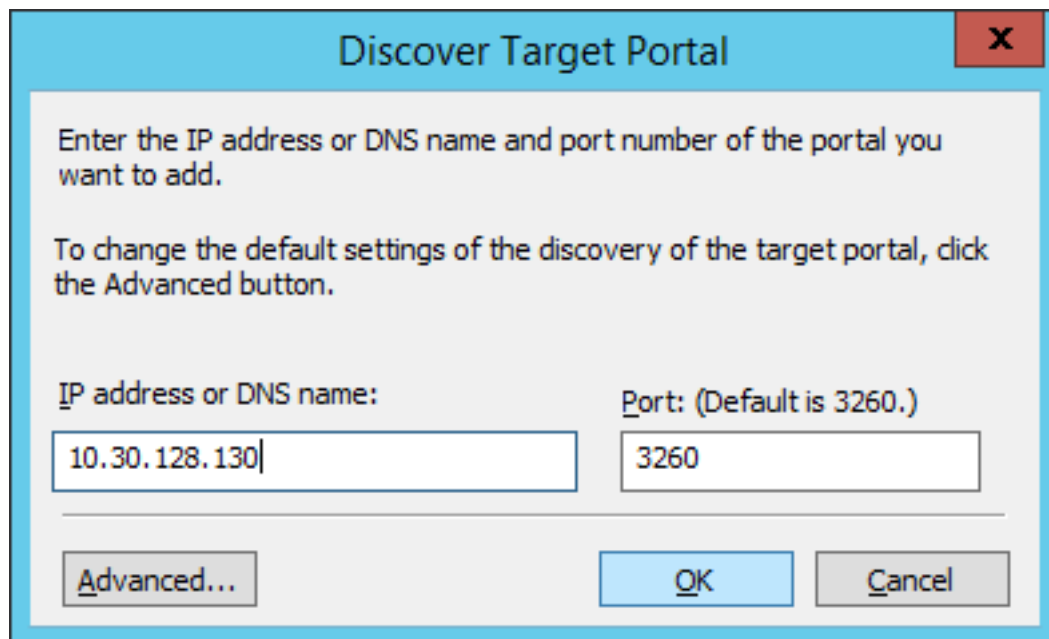 Discover Target Portal
x
Enter the IP address or DNS name and port number of the portal you
want to add.
To change the default settings of the discovery of the target portal, click
the Advanced button.
IP address or DNS name:
Port: (Default is 3260.)
10.30.128.130
3260
Advanced...
OK
Cancel